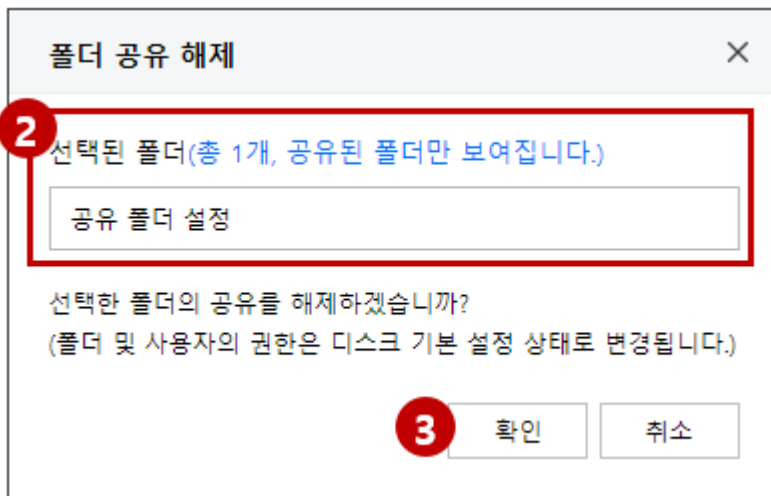 폴더 공유 해제
2
선택된 폴더(총 1개, 공유된 폴더만 보여집니다.)
공유 폴더 설정
선택한 폴더의 공유를 해제하겠습니까?
(폴더 및 사용자의 권한은 디스크 기본 설정 상태로 변경됩니다.)
3 확인 취소